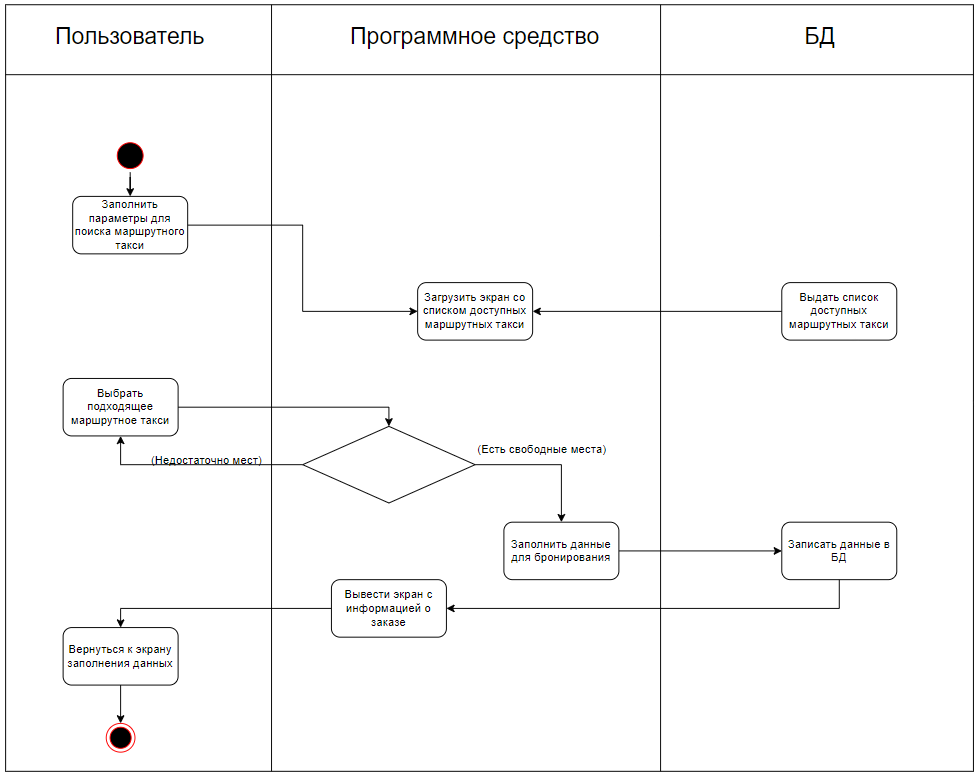 Пользователь
Программное средство
БД
Заполнить
параметры для
поиска маршрутного
такси
Загрузить экран со
списком доступных
маршрутных такси
Выдать список
доступных
маршрутных такси
Выбрать
подходящее
маршрутное такси
(Недостаточно мест)
(Есть свободные места)
Заполнить данные
для бронирования
Записать данные в
БД
Вывести экран с
информацией о
заказе
Вернуться к экрану
заполнения данных